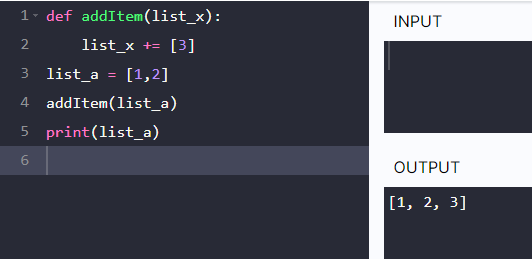 1 def addItem(list_x):
2     list_x += [3]
3 list_a = [1,2]
4 addItem(list_a)
5 print(list_a)
6
INPUT
OUTPUT
[1, 2, 3]